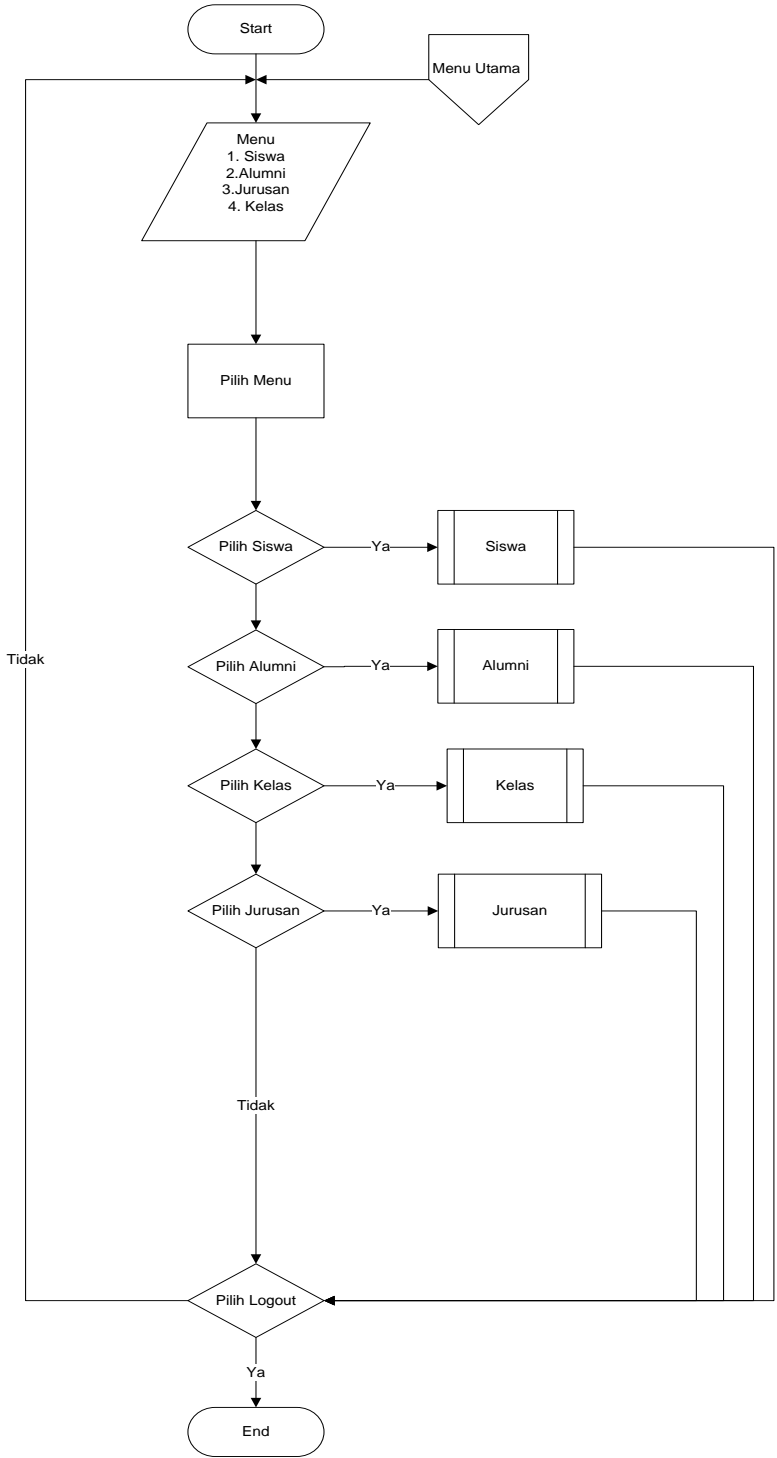 Start
Menu Utama
Menu
1. Siswa
2.Alumni
3.Jurusan
4. Kelas
Pilih Menu
Pilih Siswa
Ya
Siswa
Tidak
Pilih Alumni
Ya
Alumni
Pilih Kelas
Ya
Kelas
Pilih Jurusan
Ya
Jurusan
Tidak
Pilih Logout
Ya
End